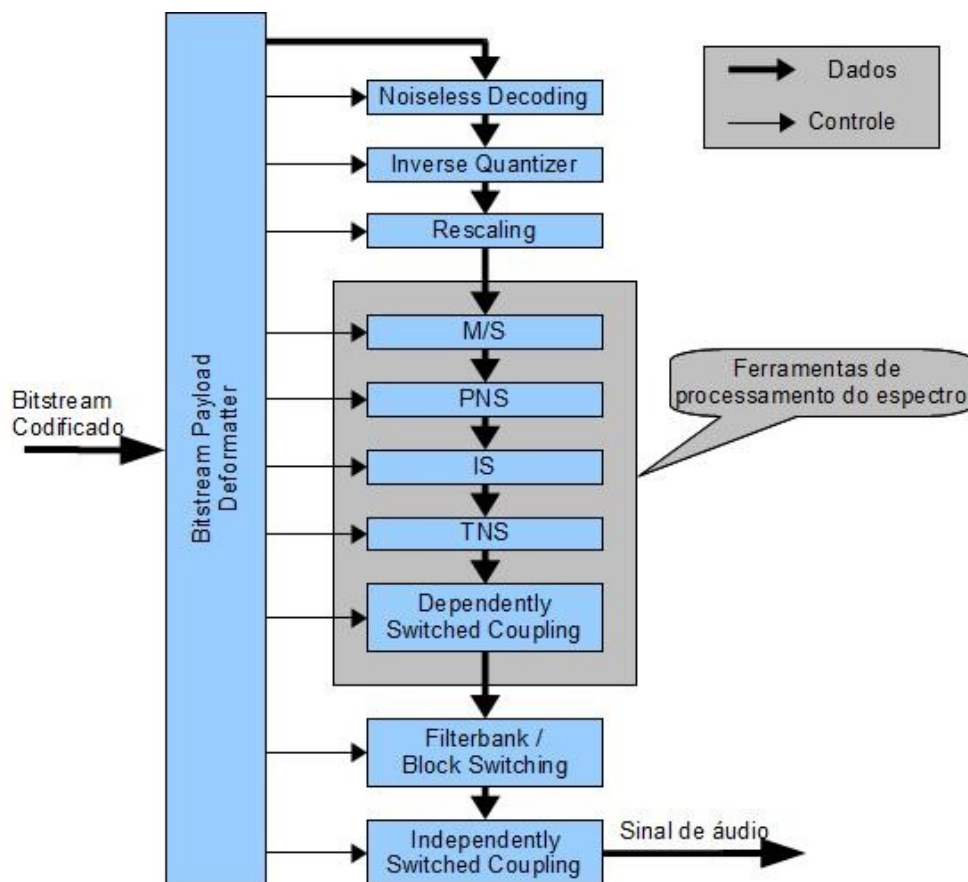 Bitstream Payload
Deformatter
Bitstream
Codificado
Noiseless Decoding
Inverse Quantizer
Rescaling
M/S
PNS
IS
TNS
Dependently
Switched Coupling
Filterbank /
Block Switching
Independently
Switched Coupling
Dados
Controle
Ferramentas de
processamento do espectro
Sinal de áudio